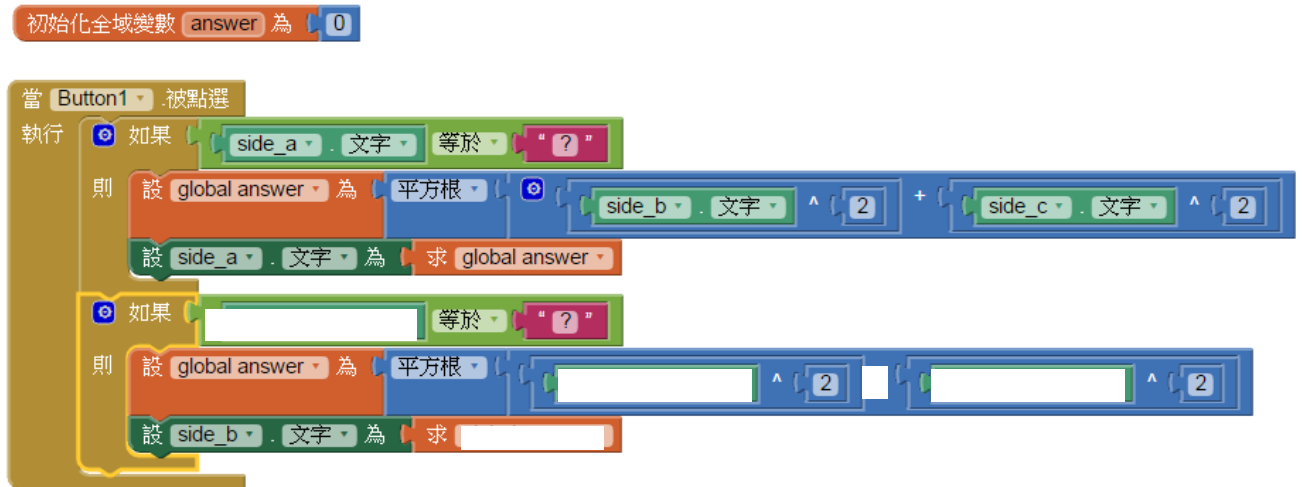 初始化全域變數 answer 為 0
當 Button1 .被點選
執行 如果 side_a . 文字 等於 " ? "
則 設 global answer 為 平方根 side_b . 文字 ^ 2 + side_c . 文字 ^ 2
設 side_a . 文字 為 求 global answer
如果 等於 " ? "
則 設 global answer 為 平方根 ^ 2 ^ 2
設 side_b . 文字 為 求